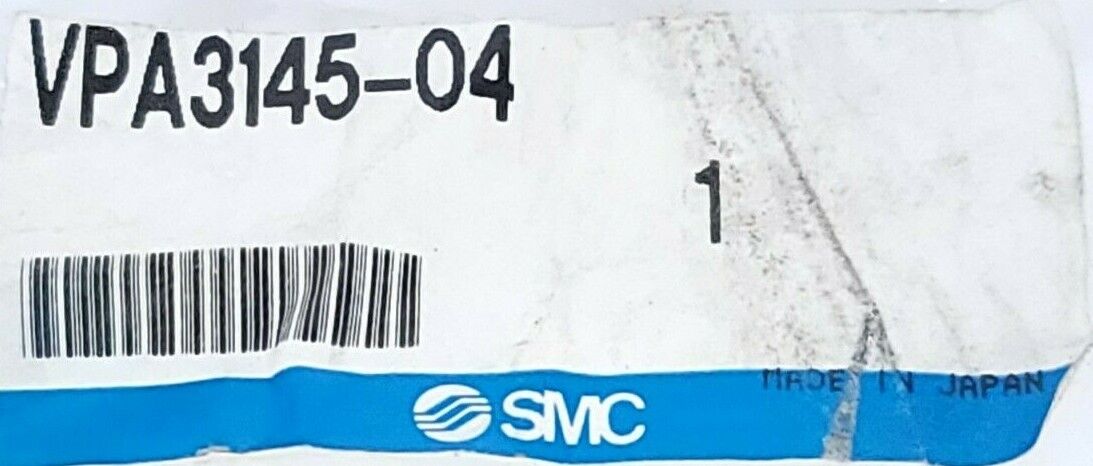 VPA3145-04
1
MADE IN JAPAN
SMC